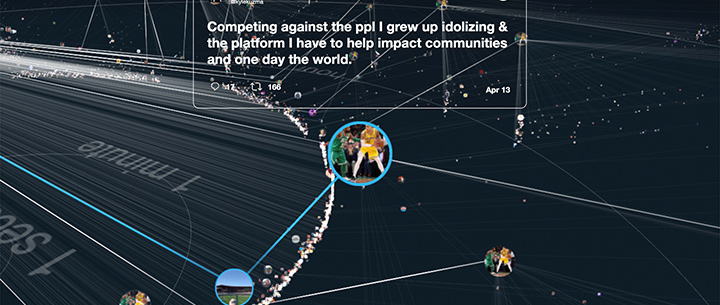 @kylekuzma
Competing against the ppl I grew up idolizing &
the platform I have to help impact communities
and one day the world.
17 166 Apr 13
1 minute
1 sec